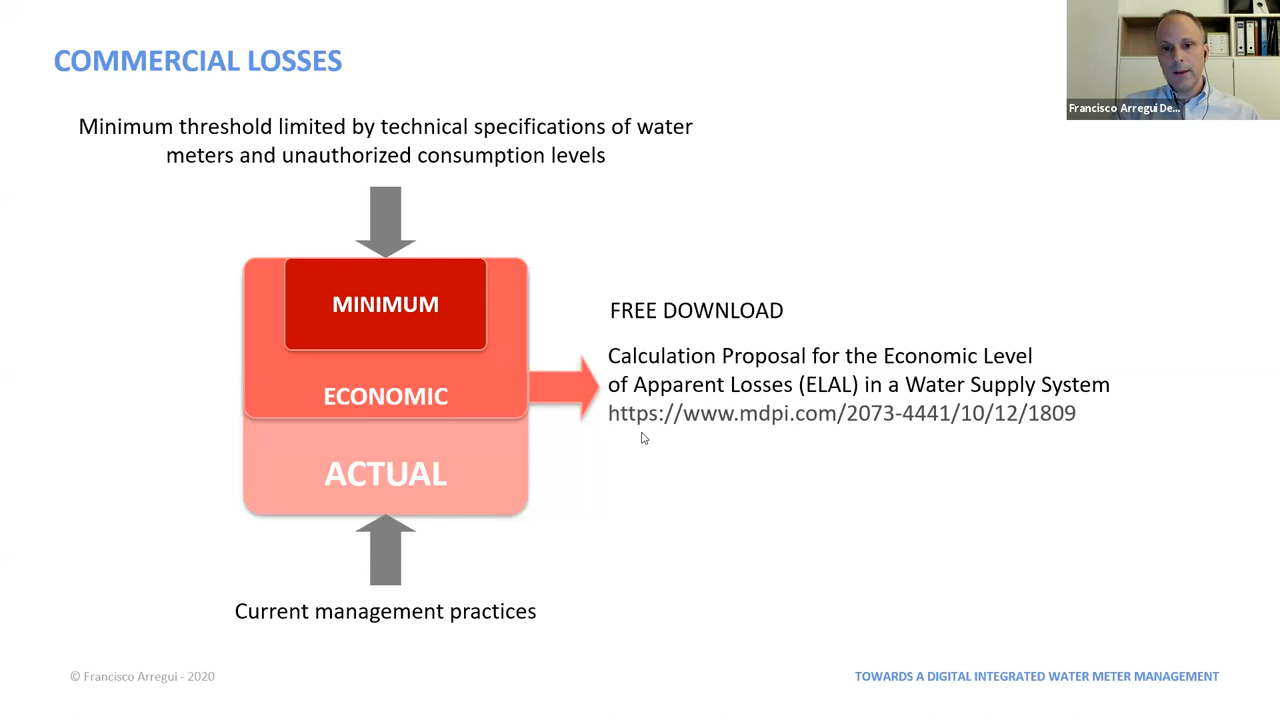 COMMERCIAL LOSSES
Francisco Arregui De...
Minimum threshold limited by technical specifications of water
meters and unauthorized consumption levels
MINIMUM
ECONOMIC
ACTUAL
FREE DOWNLOAD
Calculation Proposal for the Economic Level
of Apparent Losses (ELAL) in a Water Supply System
https://www.mdpi.com/2073-4441/10/12/1809
Current management practices
© Francisco Arregui - 2020
TOWARDS A DIGITAL INTEGRATED WATER METER MANAGEMENT